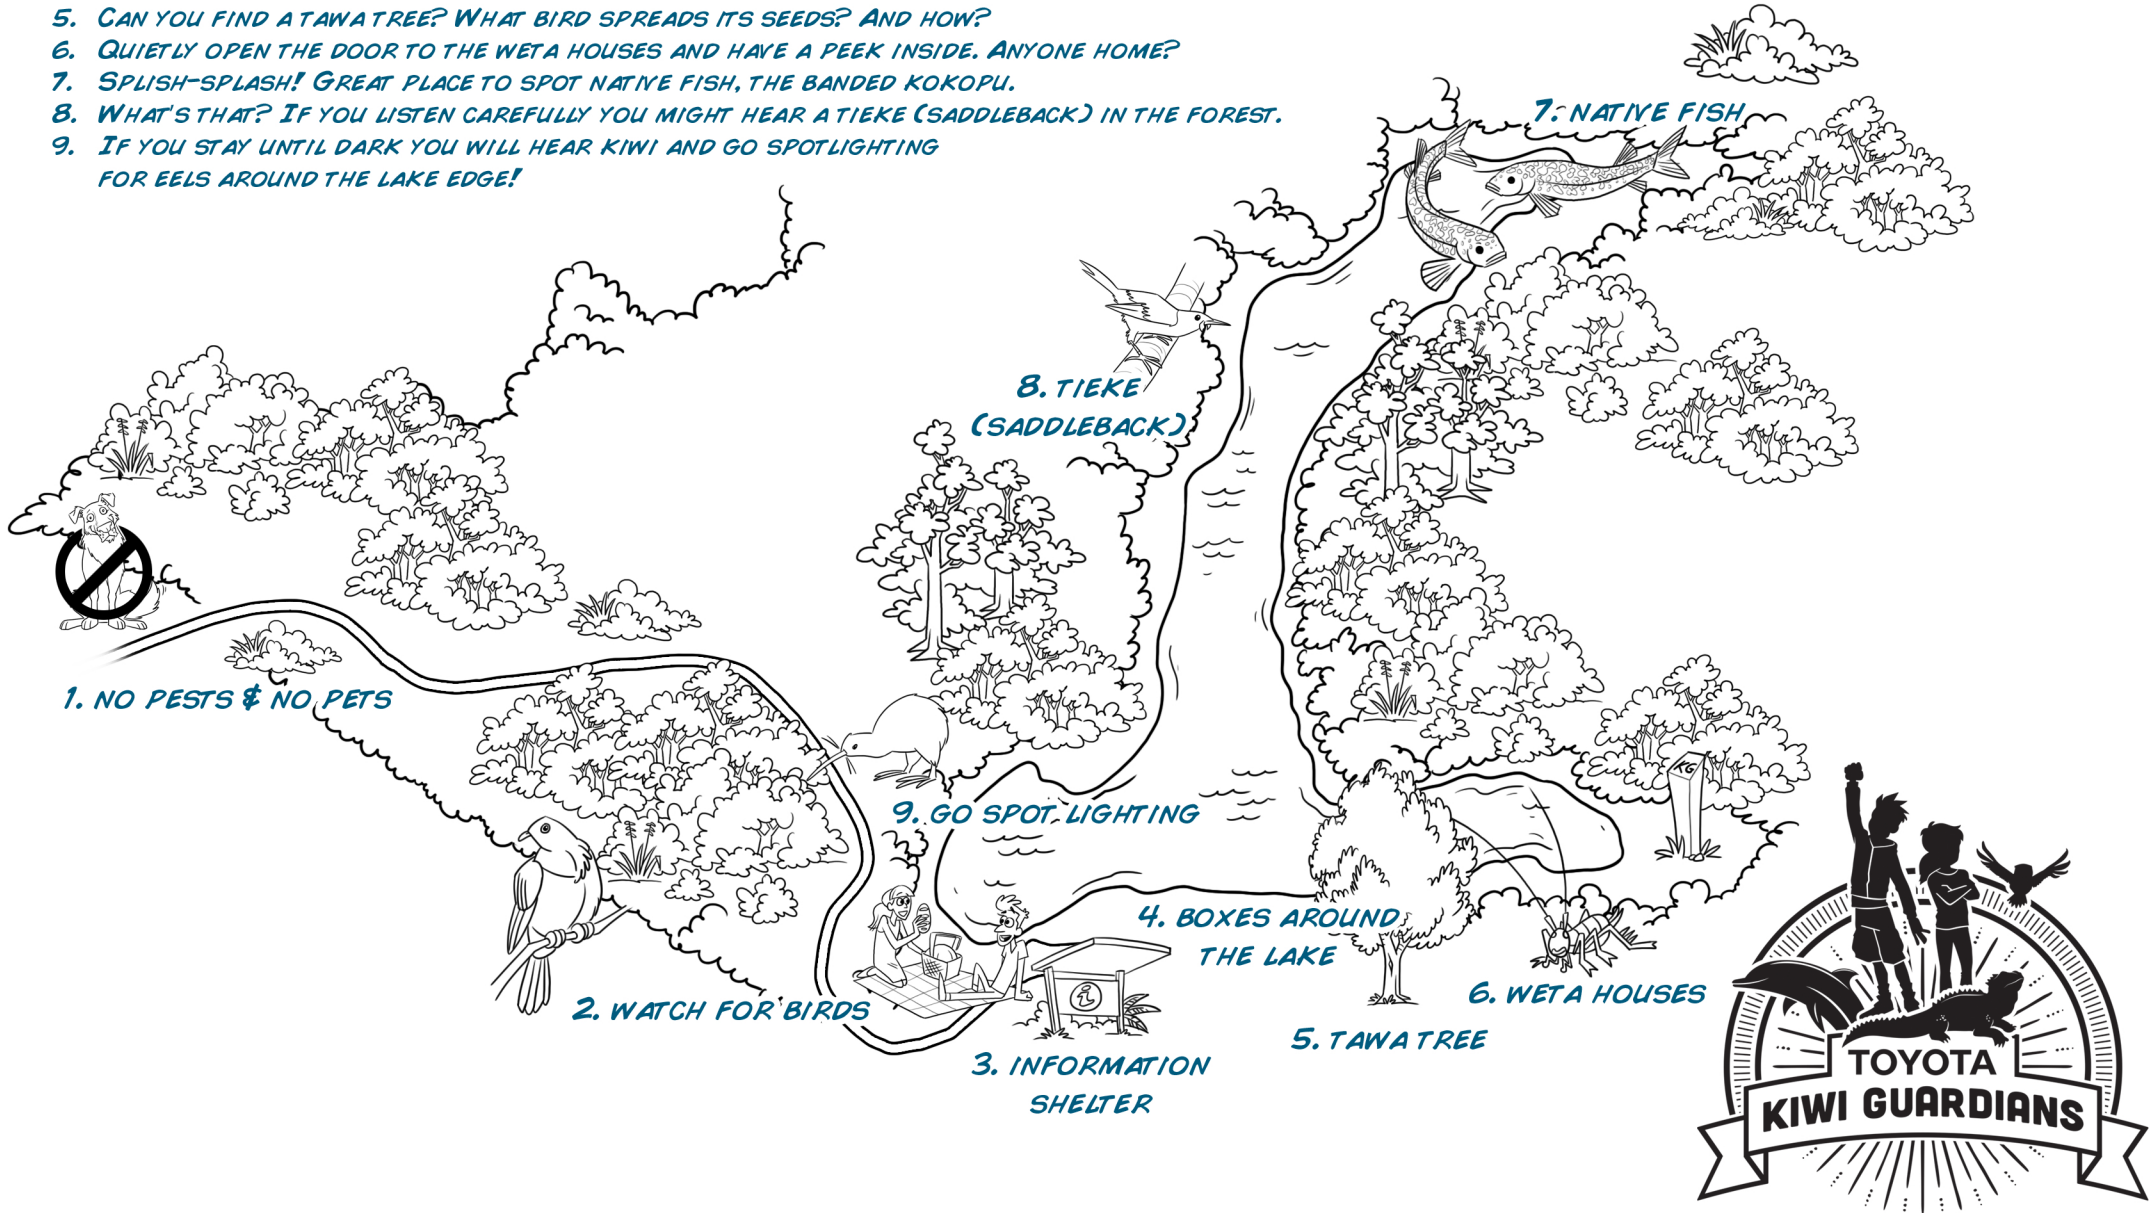 5. Can you find a tawa tree? What bird spreads its seeds? And how?
6. Quietly open the door to the weta houses and have a peek inside. Anyone home?
7. Splish-splash! Great place to spot native fish, the banded kokopu.
8. What's that? If you listen carefully you might hear a tieke (saddleback) in the forest.
9. If you stay until dark you will hear kiwi and go spotlighting
for eels around the lake edge!
7. NATIVE FISH
8. TIEKE
(SADDLEBACK)
1. NO PESTS & NO PETS
KG
9. GO SPOT LIGHTING
4. BOXES AROUND
THE LAKE
6. WETA HOUSES
i
2. WATCH FOR BIRDS
5. TAWA TREE
3. INFORMATION
SHELTER
TOYOTA
KIWI GUARDIANS